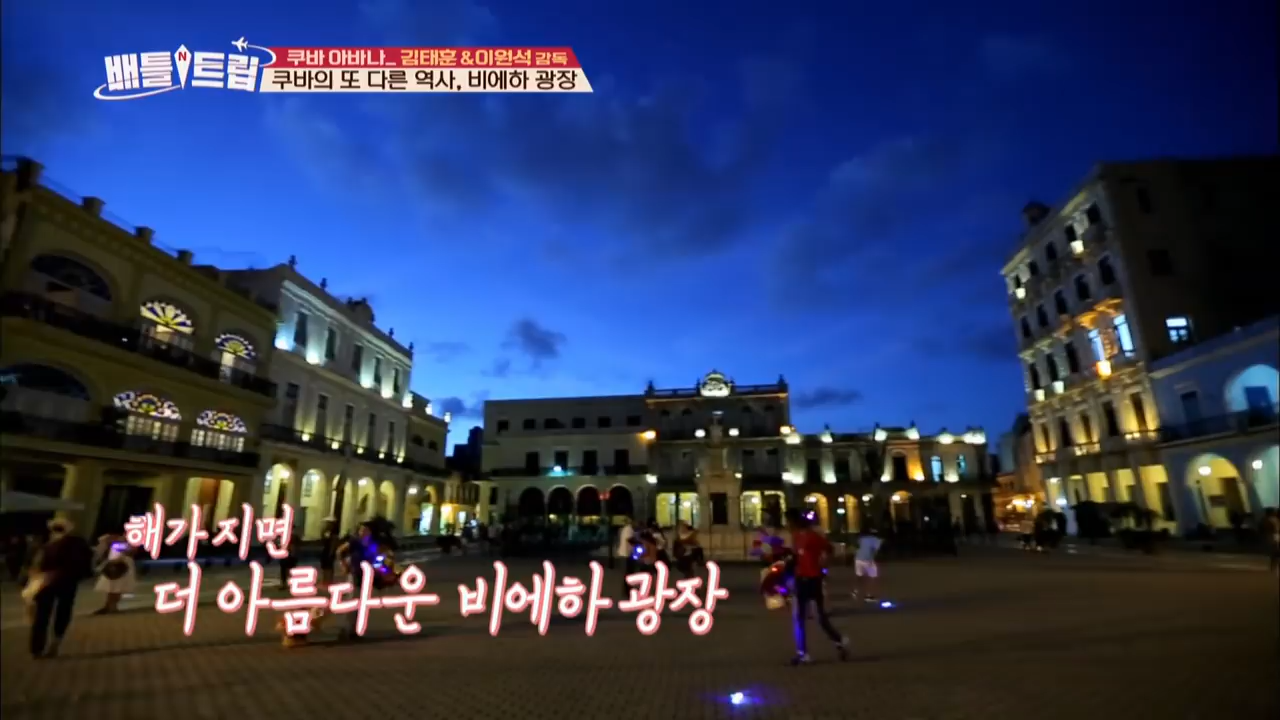 배틀트립
쿠바 아바나_ 김태훈 & 이원석 감독
쿠바의 또 다른 역사, 비에하 광장
해가 지면
더 아름다운 비에하 광장